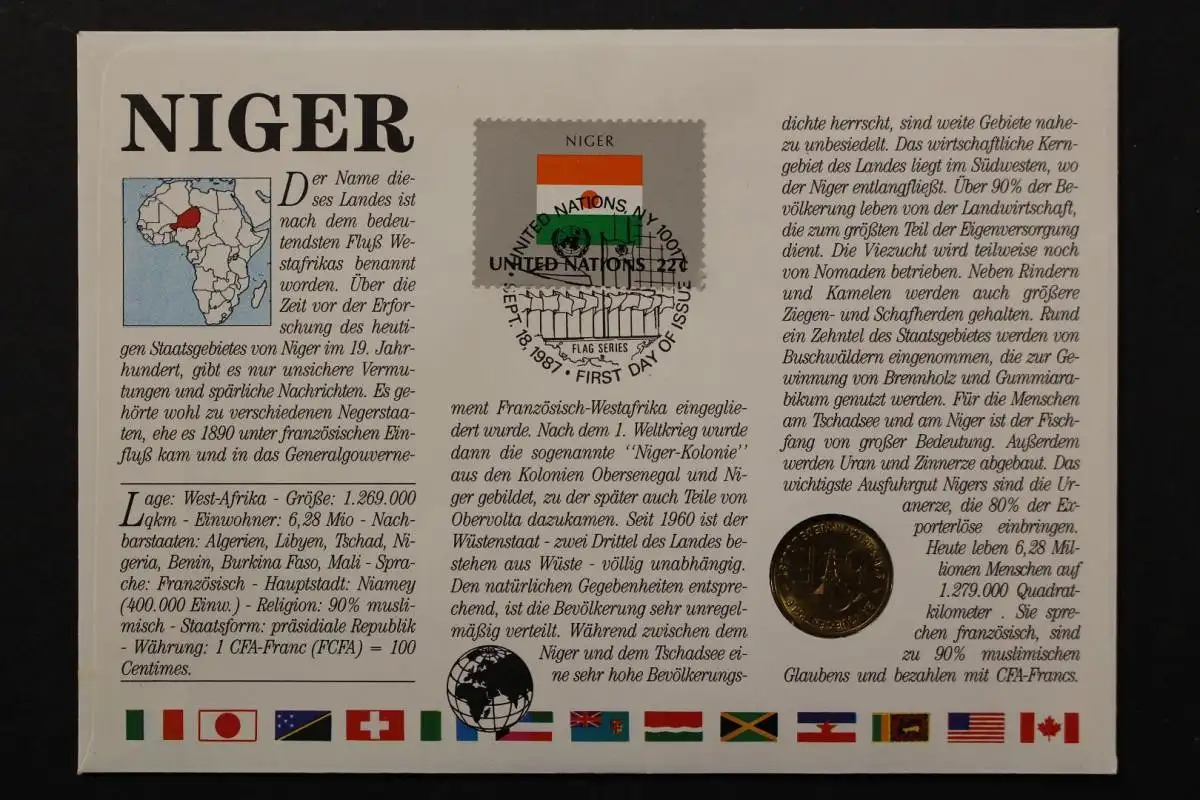 NIGER
Der Name die-
ses Landes ist
nach dem bedeu-
tendsten Fluß We-
stafrikas benannt
worden. Über die
Zeit vor der Erfor-
schung des heuti-
gen Staatsgebietes von Niger im 19. Jahr-
hundert, gibt es nur unsichere Vermu-
tungen und spärliche Nachrichten. Es ge-
hörte wohl zu verschiedenen Negerstaa-
ten, ehe es 1890 unter französischen Ein-
fluß kam und in das Generalgouverne-
Lage: West-Afrika - Größe: 1.269.000
qkm - Einwohner: 6,28 Mio - Nach-
barstaaten: Algerien, Libyen, Tschad, Ni-
geria, Benin, Burkina Faso, Mali - Spra-
che: Französisch - Hauptstadt: Niamey
(400.000 Einw.) - Religion: 90% musli-
misch - Staatsform: präsidiale Republik
- Währung: 1 CFA-Franc (FCFA) = 100
Centimes.
NIGER
UNITED NATIONS 22¢
UNITED NATIONS, NY 10017
SEPT. 18, 1987 • FIRST DAY OF ISSUE
FLAG SERIES
ment Französisch-Westafrika eingeglie-
dert wurde. Nach dem 1. Weltkrieg wurde
dann die sogenannte "Niger-Kolonie"
aus den Kolonien Obersenegal und Ni-
ger gebildet, zu der später auch Teile von
Obervolta dazukamen. Seit 1960 ist der
Wüstenstaat - zwei Drittel des Landes be-
stehen aus Wüste - völlig unabhängig.
Den natürlichen Gegebenheiten entspre-
chend, ist die Bevölkerung sehr unregel-
mäßig verteilt. Während zwischen dem
Niger und dem Tschadsee ei-
ne sehr hohe Bevölkerungs-
dichte herrscht, sind weite Gebiete nahe-
zu unbesiedelt. Das wirtschaftliche Kern-
gebiet des Landes liegt im Südwesten, wo
der Niger entlangfließt. Über 90% der Be-
völkerung leben von der Landwirtschaft,
die zum größten Teil der Eigenversorgung
dient. Die Viezucht wird teilweise noch
von Nomaden betrieben. Neben Rindern
und Kamelen werden auch größere
Ziegen- und Schafherden gehalten. Rund
ein Zehntel des Staatsgebietes werden von
Buschwäldern eingenommen, die zur Ge-
winnung von Brennholz und Gummiara-
bikum genutzt werden. Für die Menschen
am Tschadsee und am Niger ist der Fisch-
fang von großer Bedeutung. Außerdem
werden Uran und Zinnerze abgebaut. Das
wichtigste Ausfuhrgut Nigers sind die Ur-
anerze, die 80% der Ex-
porterlöse einbringen.
Heute leben 6,28 Mil-
lionen Menschen auf
1.279.000 Quadrat-
kilometer . Sie spre-
chen französisch, sind
zu 90% muslimischen
Glaubens und bezahlen mit CFA-Francs.